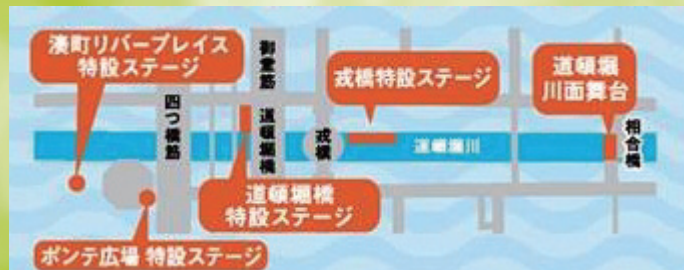 湊町リバープレイス
特設ステージ
御堂筋
戎橋特設ステージ
道頓堀
川面舞台
四つ橋筋
道頓堀橋
戎橋
道頓堀川
相合橋
道頓堀橋
特設ステージ
ポンテ広場 特設ステージ